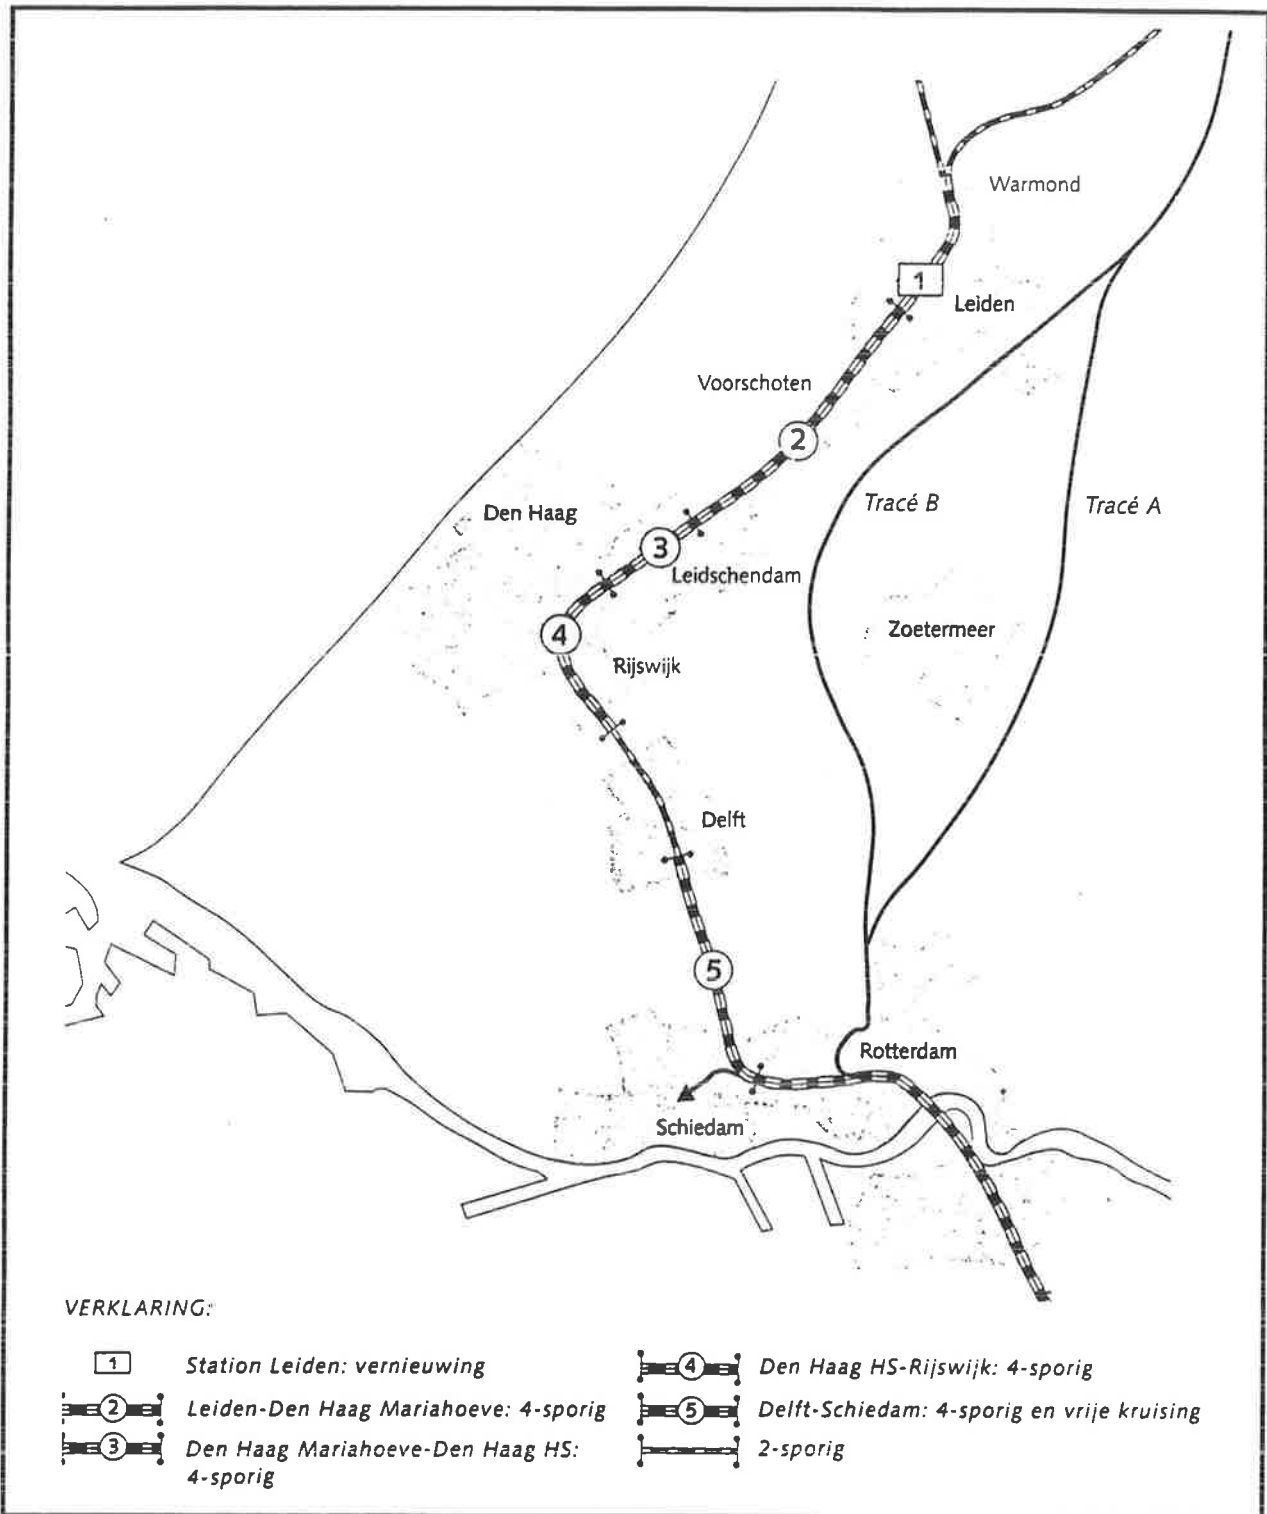 Warmond
1
Leiden
Voorschoten
2
Tracé B
Tracé A
Den Haag
3
Leidschendam
4
Zoetermeer
Rijswijk
Delft
5
Rotterdam
Schiedam
VERKLARING:
1 Station Leiden: vernieuwing
2 Leiden-Den Haag Mariahoeve: 4-sporig
3 Den Haag Mariahoeve-Den Haag HS:
4-sporig
4 Den Haag HS-Rijswijk: 4-sporig
5 Delft-Schiedam: 4-sporig en vrije kruising
2-sporig